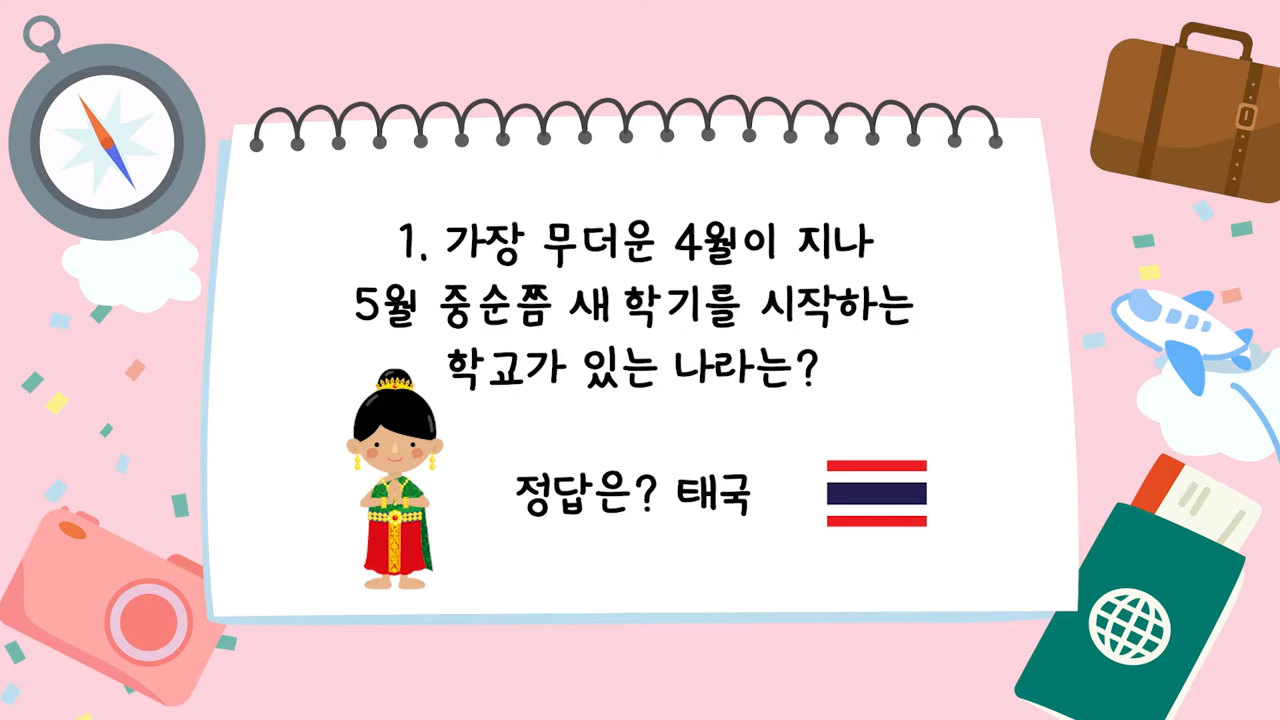 1. 가장 무더운 4월이 지나
5월 중순쯤 새 학기를 시작하는
학교가 있는 나라는?
정답은? 태국